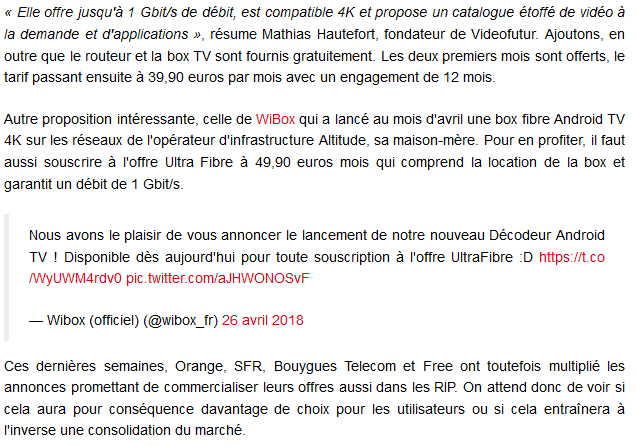 « Elle offre jusqu'à 1 Gbit/s de débit, est compatible 4K et propose un catalogue étoffé de vidéo à
la demande et d'applications », résume Mathias Hautefort, fondateur de Videofutur. Ajoutons, en
outre que le routeur et la box TV sont fournis gratuitement. Les deux premiers mois sont offerts, le
tarif passant ensuite à 39,90 euros par mois avec un engagement de 12 mois.
Autre proposition intéressante, celle de WiBox qui a lancé au mois d'avril une box fibre Android TV
4K sur les réseaux de l'opérateur d'infrastructure Altitude, sa maison-mère. Pour en profiter, il faut
aussi souscrire à l'offre Ultra Fibre à 49,90 euros mois qui comprend la location de la box et
garantit un débit de 1 Gbit/s.
Nous avons le plaisir de vous annoncer le lancement de notre nouveau Décodeur Android
TV ! Disponible dès aujourd'hui pour toute souscription à l'offre UltraFibre :D https://t.co
/WyUWM4rdv0 pic.twitter.com/aJHWONOSvF
— Wibox (officiel) (@wibox_fr) 26 avril 2018
Ces dernières semaines, Orange, SFR, Bouygues Telecom et Free ont toutefois multiplié les
annonces promettant de commercialiser leurs offres aussi dans les RIP. On attend donc de voir si
cela aura pour conséquence davantage de choix pour les utilisateurs ou si cela entraînera à
l'inverse une consolidation du marché.